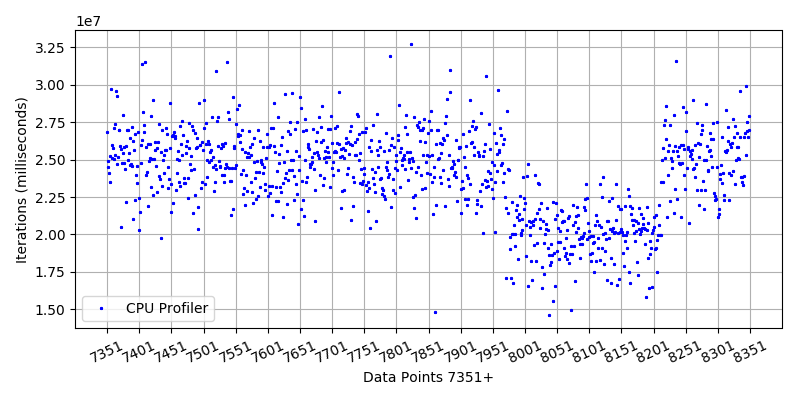 1e7
3.25
3.00
2.75
2.50
2.25
2.00
1.75
1.50
Iterations (milliseconds)
CPU Profiler
7351 7401 7451 7501 7551 7601 7651 7701 7751 7801 7851 7901 7951 8001 8051 8101 8151 8201 8251 8301 8351
Data Points 7351+